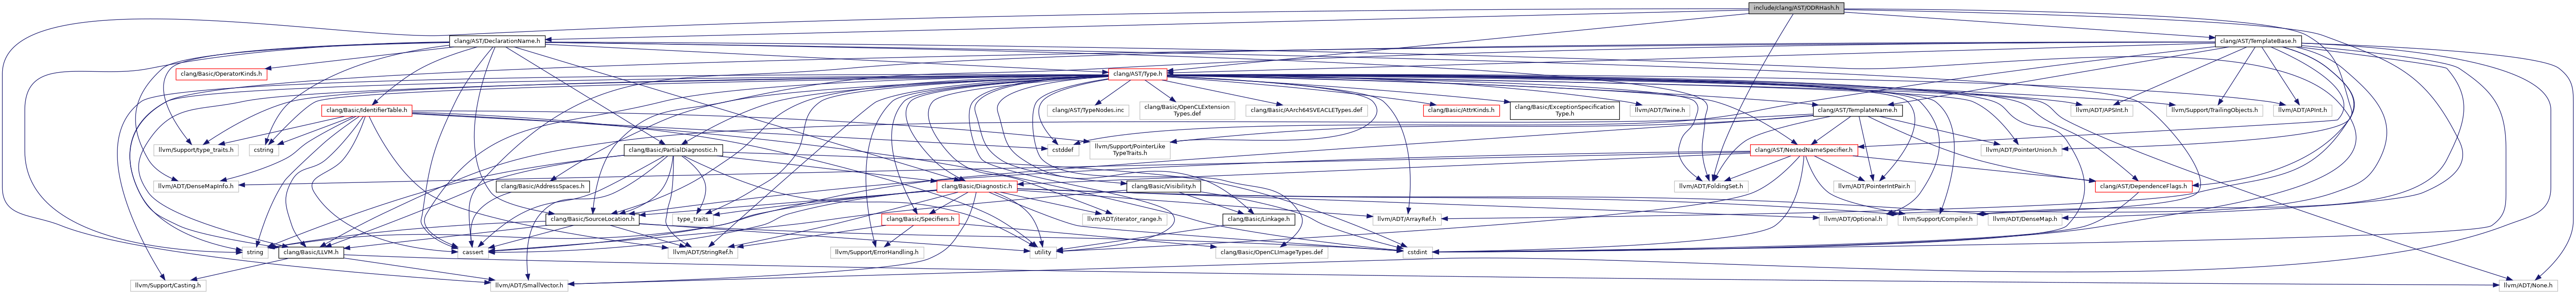 include/clang/AST/ODRHash.h
clang/AST/DeclarationName.h
clang/AST/TemplateBase.h
clang/Basic/OperatorKinds.h
clang/AST/Type.h
clang/Basic/IdentifierTable.h
clang/AST/TypeNodes.inc
clang/Basic/OpenCLExtension
Types.def
clang/Basic/AArch64SVEACLETypes.def
clang/Basic/AttrKinds.h
clang/Basic/ExceptionSpecification
Type.h
llvm/ADT/Twine.h
clang/AST/TemplateName.h
llvm/ADT/APSInt.h
llvm/Support/TrailingObjects.h
llvm/ADT/APInt.h
llvm/Support/type_traits.h
cstring
clang/Basic/PartialDiagnostic.h
cstddef
llvm/Support/PointerLike
TypeTraits.h
clang/AST/NestedNameSpecifier.h
llvm/ADT/PointerUnion.h
llvm/ADT/DenseMapInfo.h
clang/Basic/AddressSpaces.h
clang/Basic/Diagnostic.h
clang/Basic/Visibility.h
llvm/ADT/FoldingSet.h
llvm/ADT/PointerIntPair.h
clang/AST/DependenceFlags.h
clang/Basic/SourceLocation.h
type_traits
clang/Basic/Specifiers.h
llvm/ADT/iterator_range.h
clang/Basic/Linkage.h
llvm/ADT/ArrayRef.h
llvm/ADT/Optional.h
llvm/Support/Compiler.h
llvm/ADT/DenseMap.h
string
clang/Basic/LLVM.h
cassert
llvm/ADT/StringRef.h
llvm/Support/ErrorHandling.h
utility
clang/Basic/OpenCLImageTypes.def
cstdint
llvm/Support/Casting.h
llvm/ADT/SmallVector.h
llvm/ADT/None.h